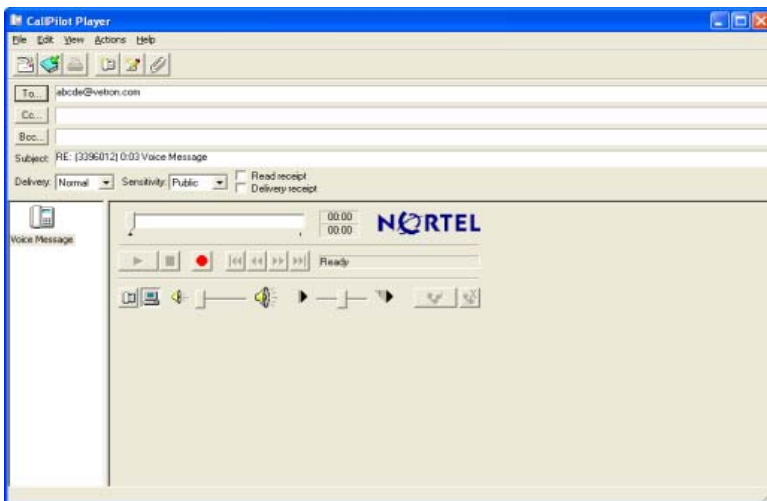 CallPilot Player
File Edit View Actions Help
To... abcde@vetron.com
Cc...
Bcc...
Subject: RE: (3396012) 0:03 Voice Message
Delivery: Normal Sensitivity: Public Read receipt
Delivery receipt
Voice Message
00:00
00:00
NORTEL
Ready